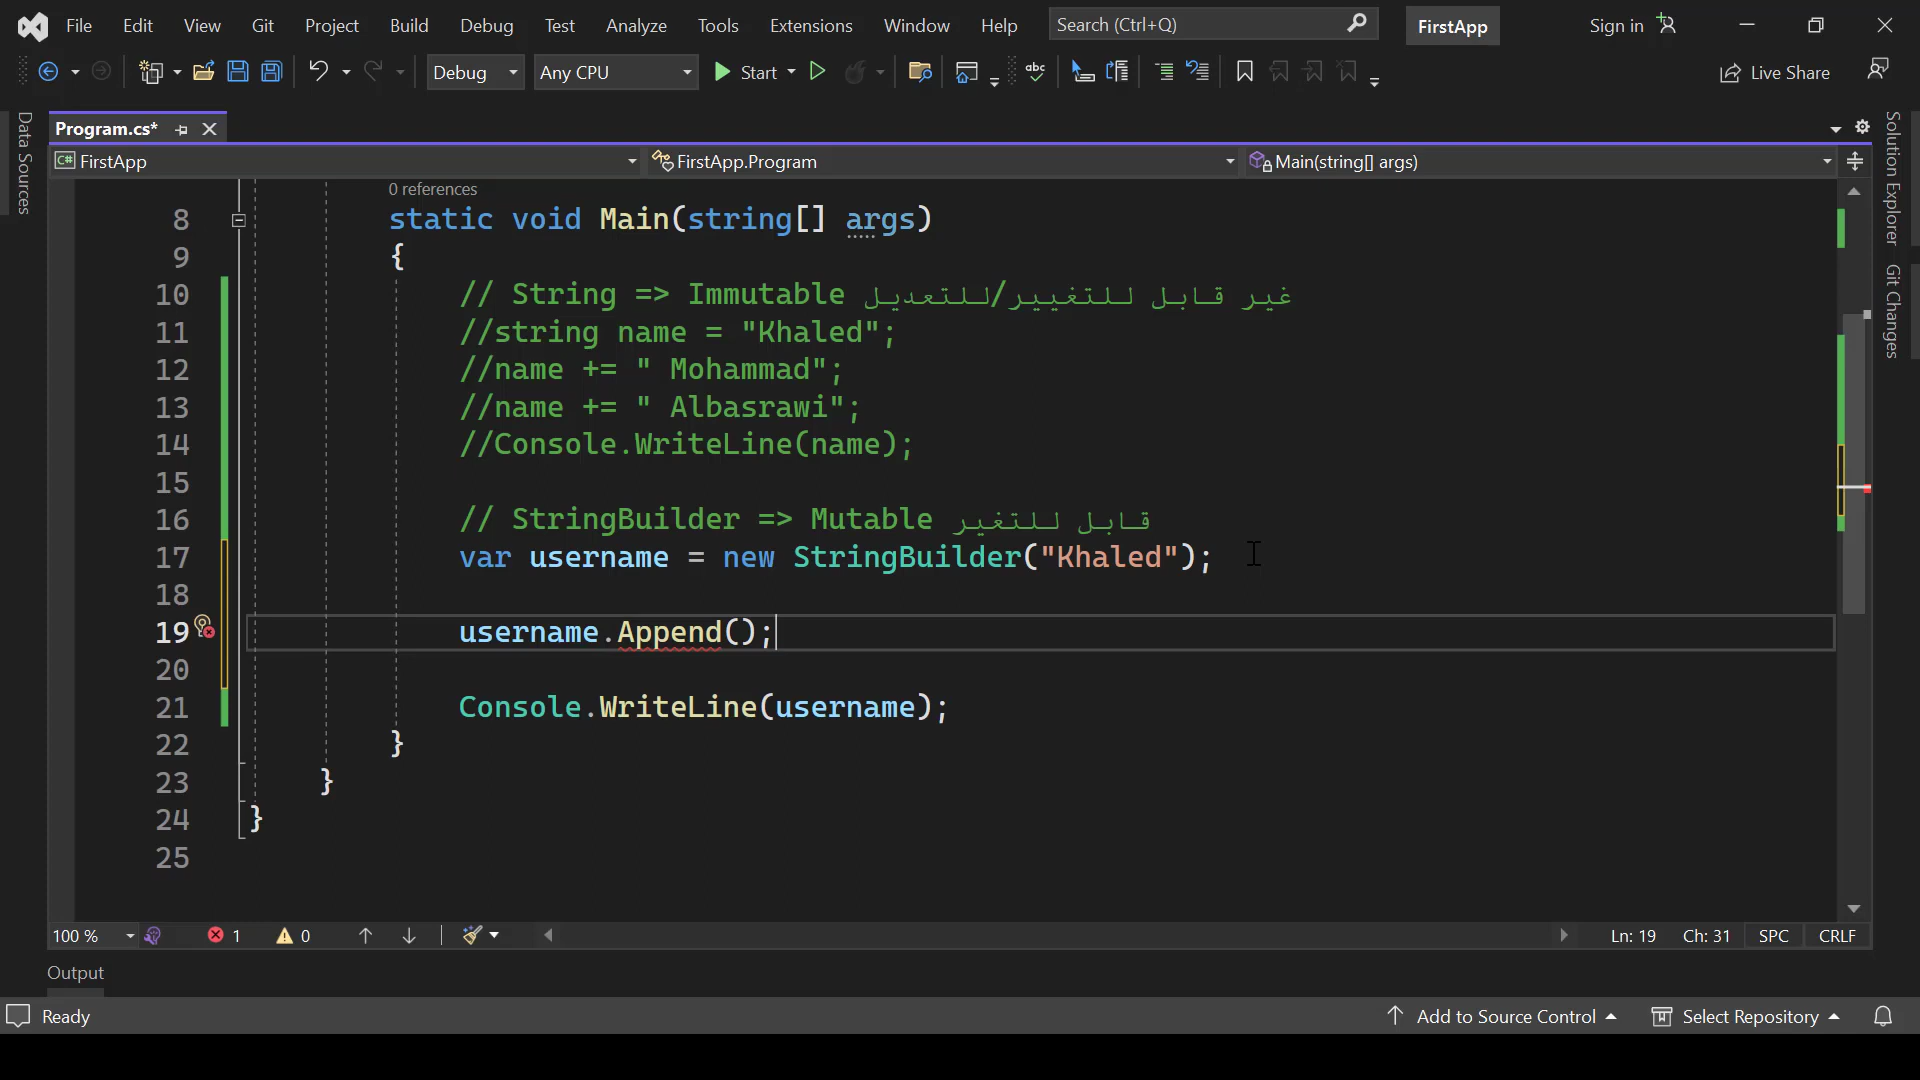 File Edit View Git Project Build Debug Test Analyze Tools Extensions Window Help Search (Ctrl+Q) FirstApp Sign in
Debug Any CPU Start abc Live Share
Data Sources
Program.cs*
Solution Explorer
Git Changes
C# FirstApp FirstApp.Program Main(string[] args)
0 references
8 static void Main(string[] args)
9 {
10 // String => Immutable غير قابل للتغيير/للتعديل
11 //string name = "Khaled";
12 //name += " Mohammad";
13 //name += " Albasrawi";
14 //Console.WriteLine(name);
15
16 // StringBuilder => Mutable قابل للتغير
17 var username = new StringBuilder("Khaled");
18
19 username.Append();
20
21 Console.WriteLine(username);
22 }
23 }
24 }
25
100 % 1 0 Ln: 19 Ch: 31 SPC CRLF
Output
Ready Add to Source Control Select Repository